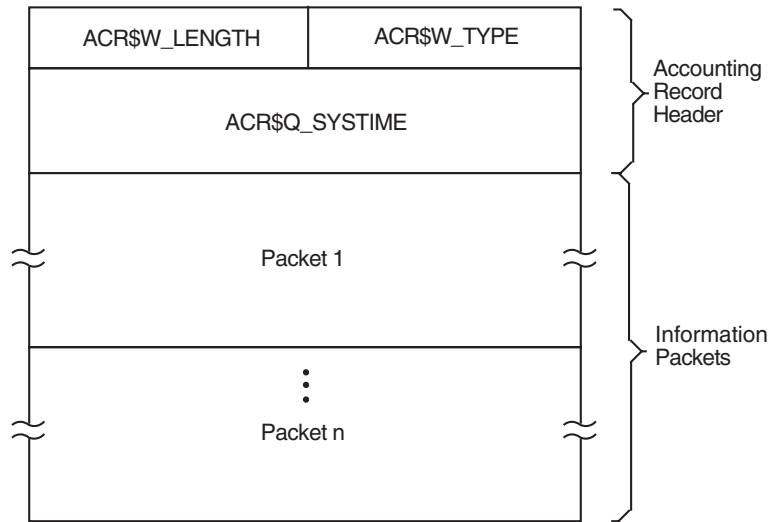 ACR$W_LENGTH
ACR$W_TYPE
ACR$Q_SYSTIME
Accounting
Record
Header
Packet 1
Packet n
Information
Packets